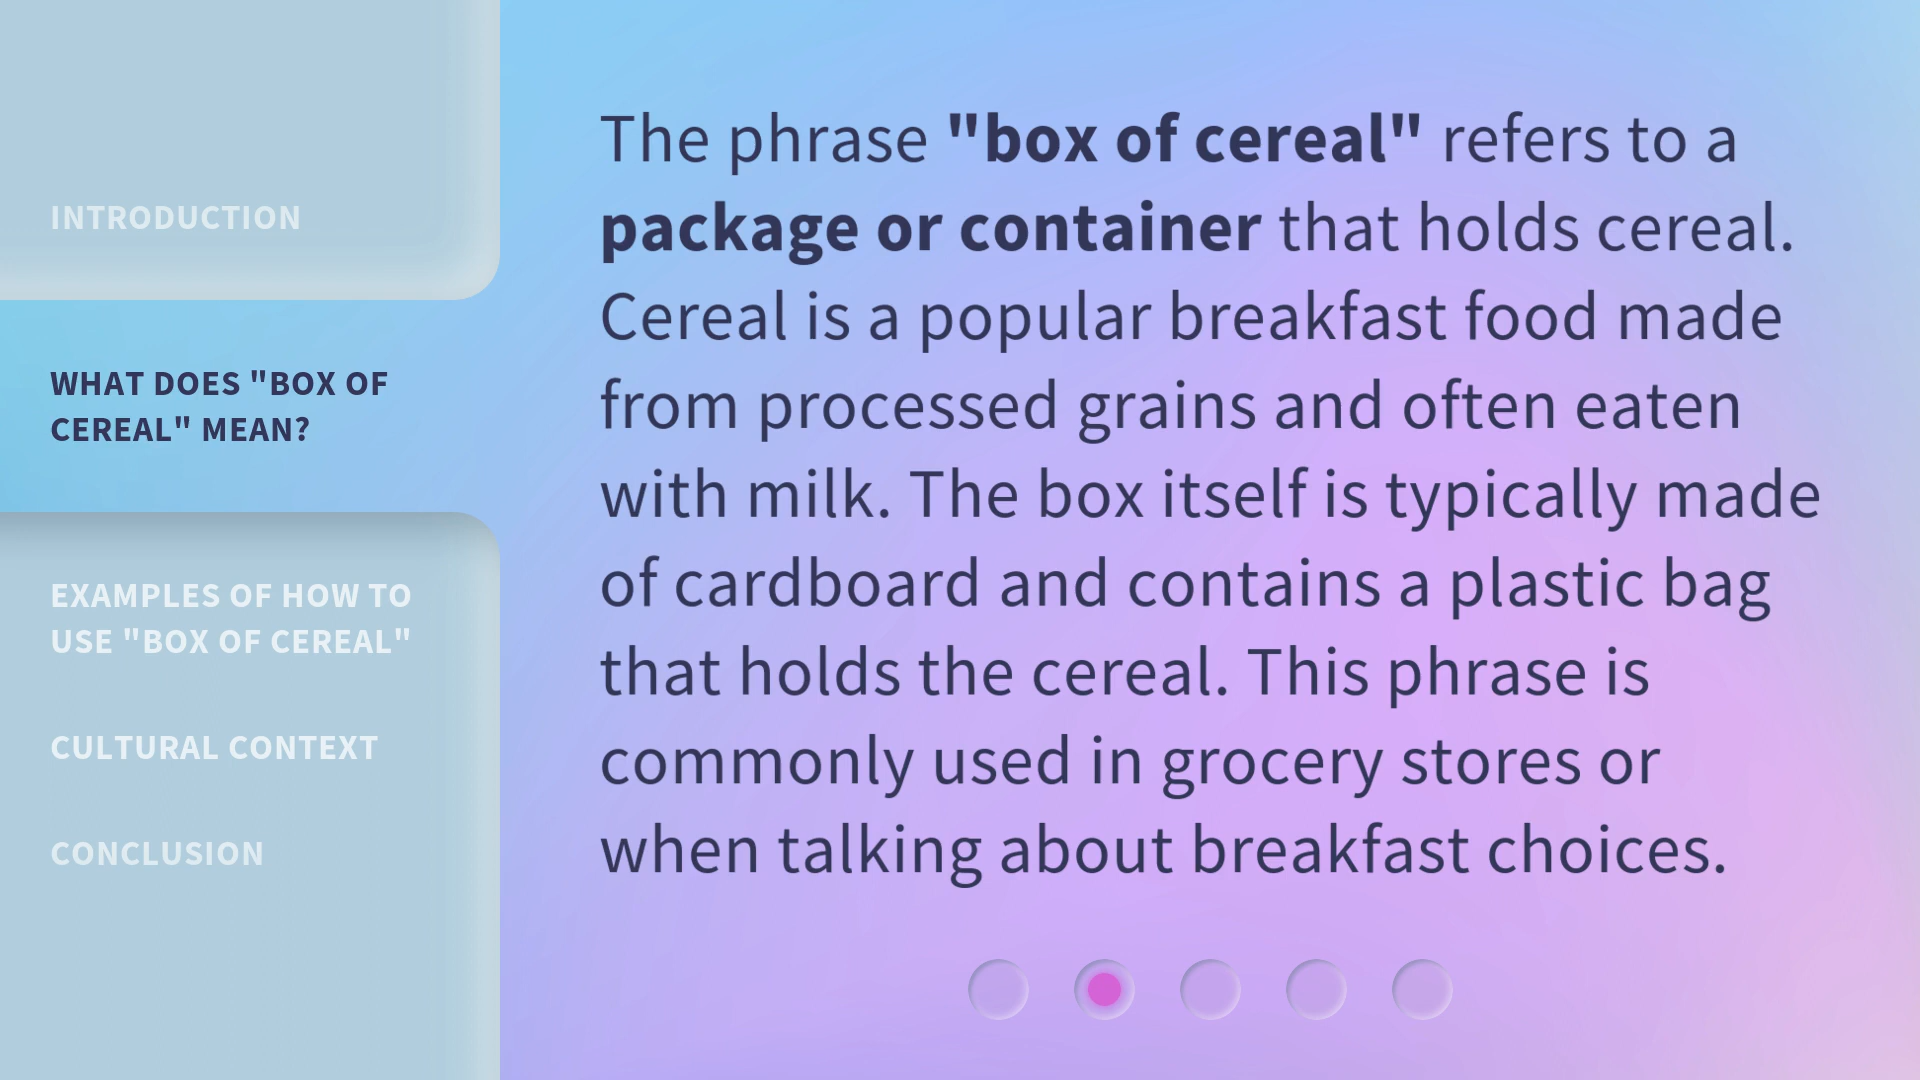 INTRODUCTION
WHAT DOES "BOX OF
CEREAL" MEAN?
EXAMPLES OF HOW TO
USE "BOX OF CEREAL"
CULTURAL CONTEXT
CONCLUSION
The phrase "box of cereal" refers to a
package or container that holds cereal.
Cereal is a popular breakfast food made
from processed grains and often eaten
with milk. The box itself is typically made
of cardboard and contains a plastic bag
that holds the cereal. This phrase is
commonly used in grocery stores or
when talking about breakfast choices.